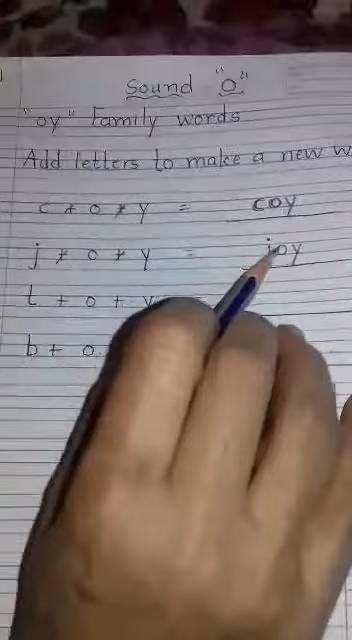 Sound "O"
"oy" Family words
Add letters to make a new
c + o + y = coy
j + o + y = joy
t + o + y
b + o